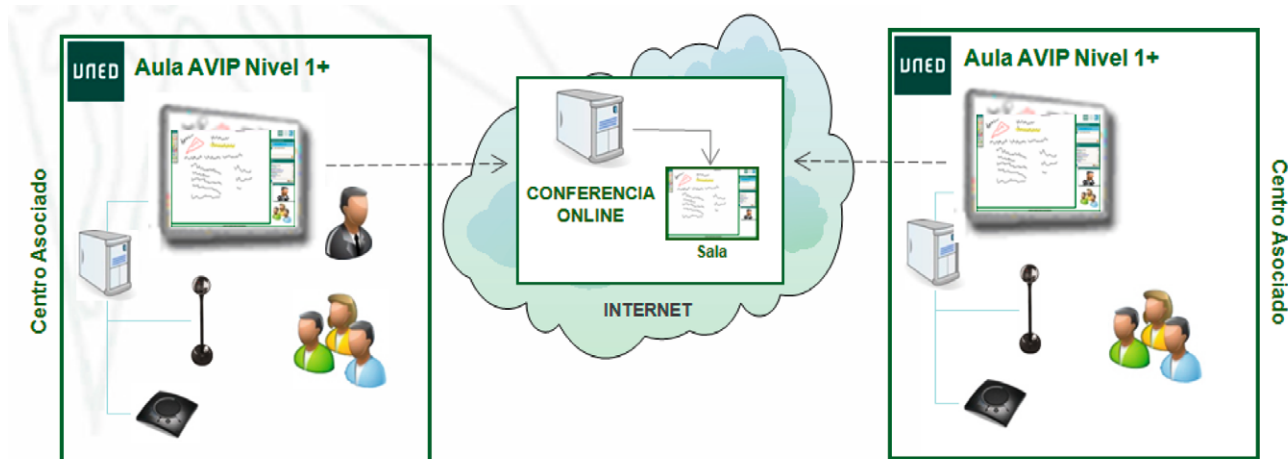 UNED
Aula AVIP Nivel 1+
Centro Asociado
CONFERENCIA
ONLINE
Sala
INTERNET
UNED
Aula AVIP Nivel 1+
Centro Asociado